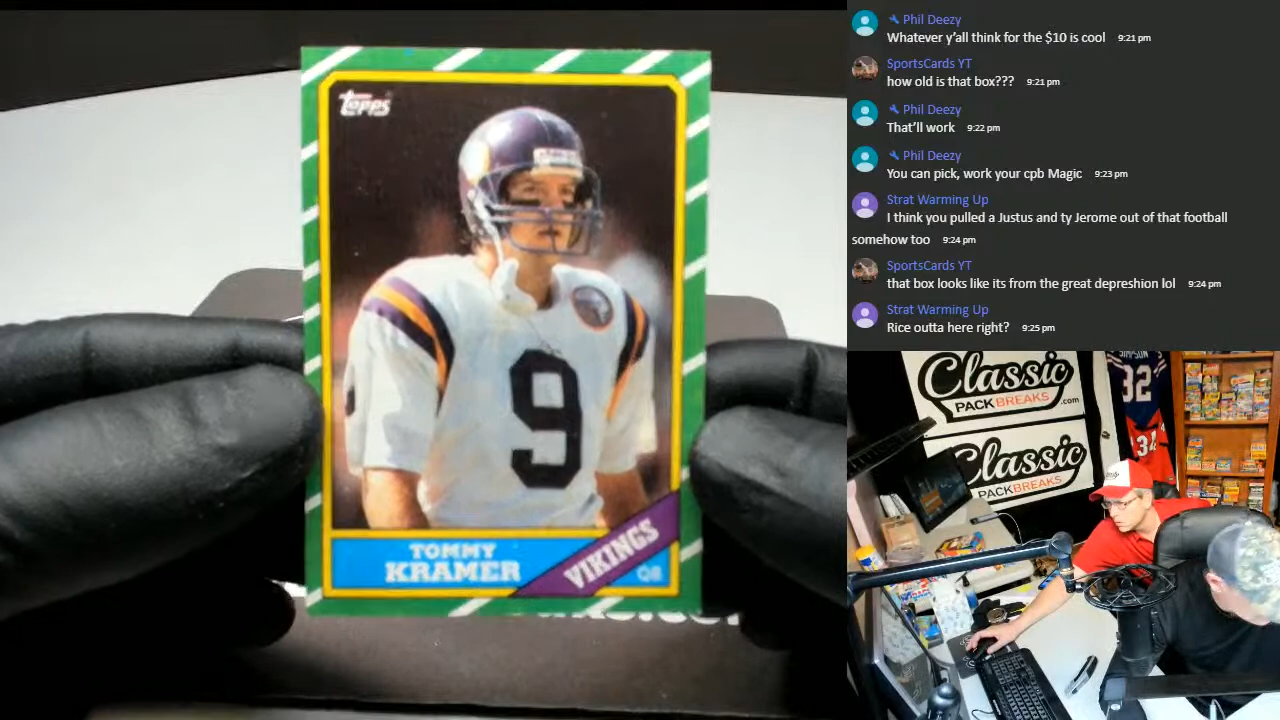 Topps
9
TOMMY
KRAMER
VIKINGS
QB
Phil Deezy
Whatever y'all think for the $10 is cool 9:21 pm
SportsCards YT
how old is that box??? 9:21 pm
Phil Deezy
That'll work 9:22 pm
Phil Deezy
You can pick, work your cpb Magic 9:23 pm
Strat Warming Up
I think you pulled a Justus and ty Jerome out of that football
somehow too 9:24 pm
SportsCards YT
that box looks like its from the great depreshion lol 9:24 pm
Strat Warming Up
Rice outta here right? 9:25 pm
Classic
PACKBREAKS.com
Classic
PACKBREAKS
SIMPSON
32
34